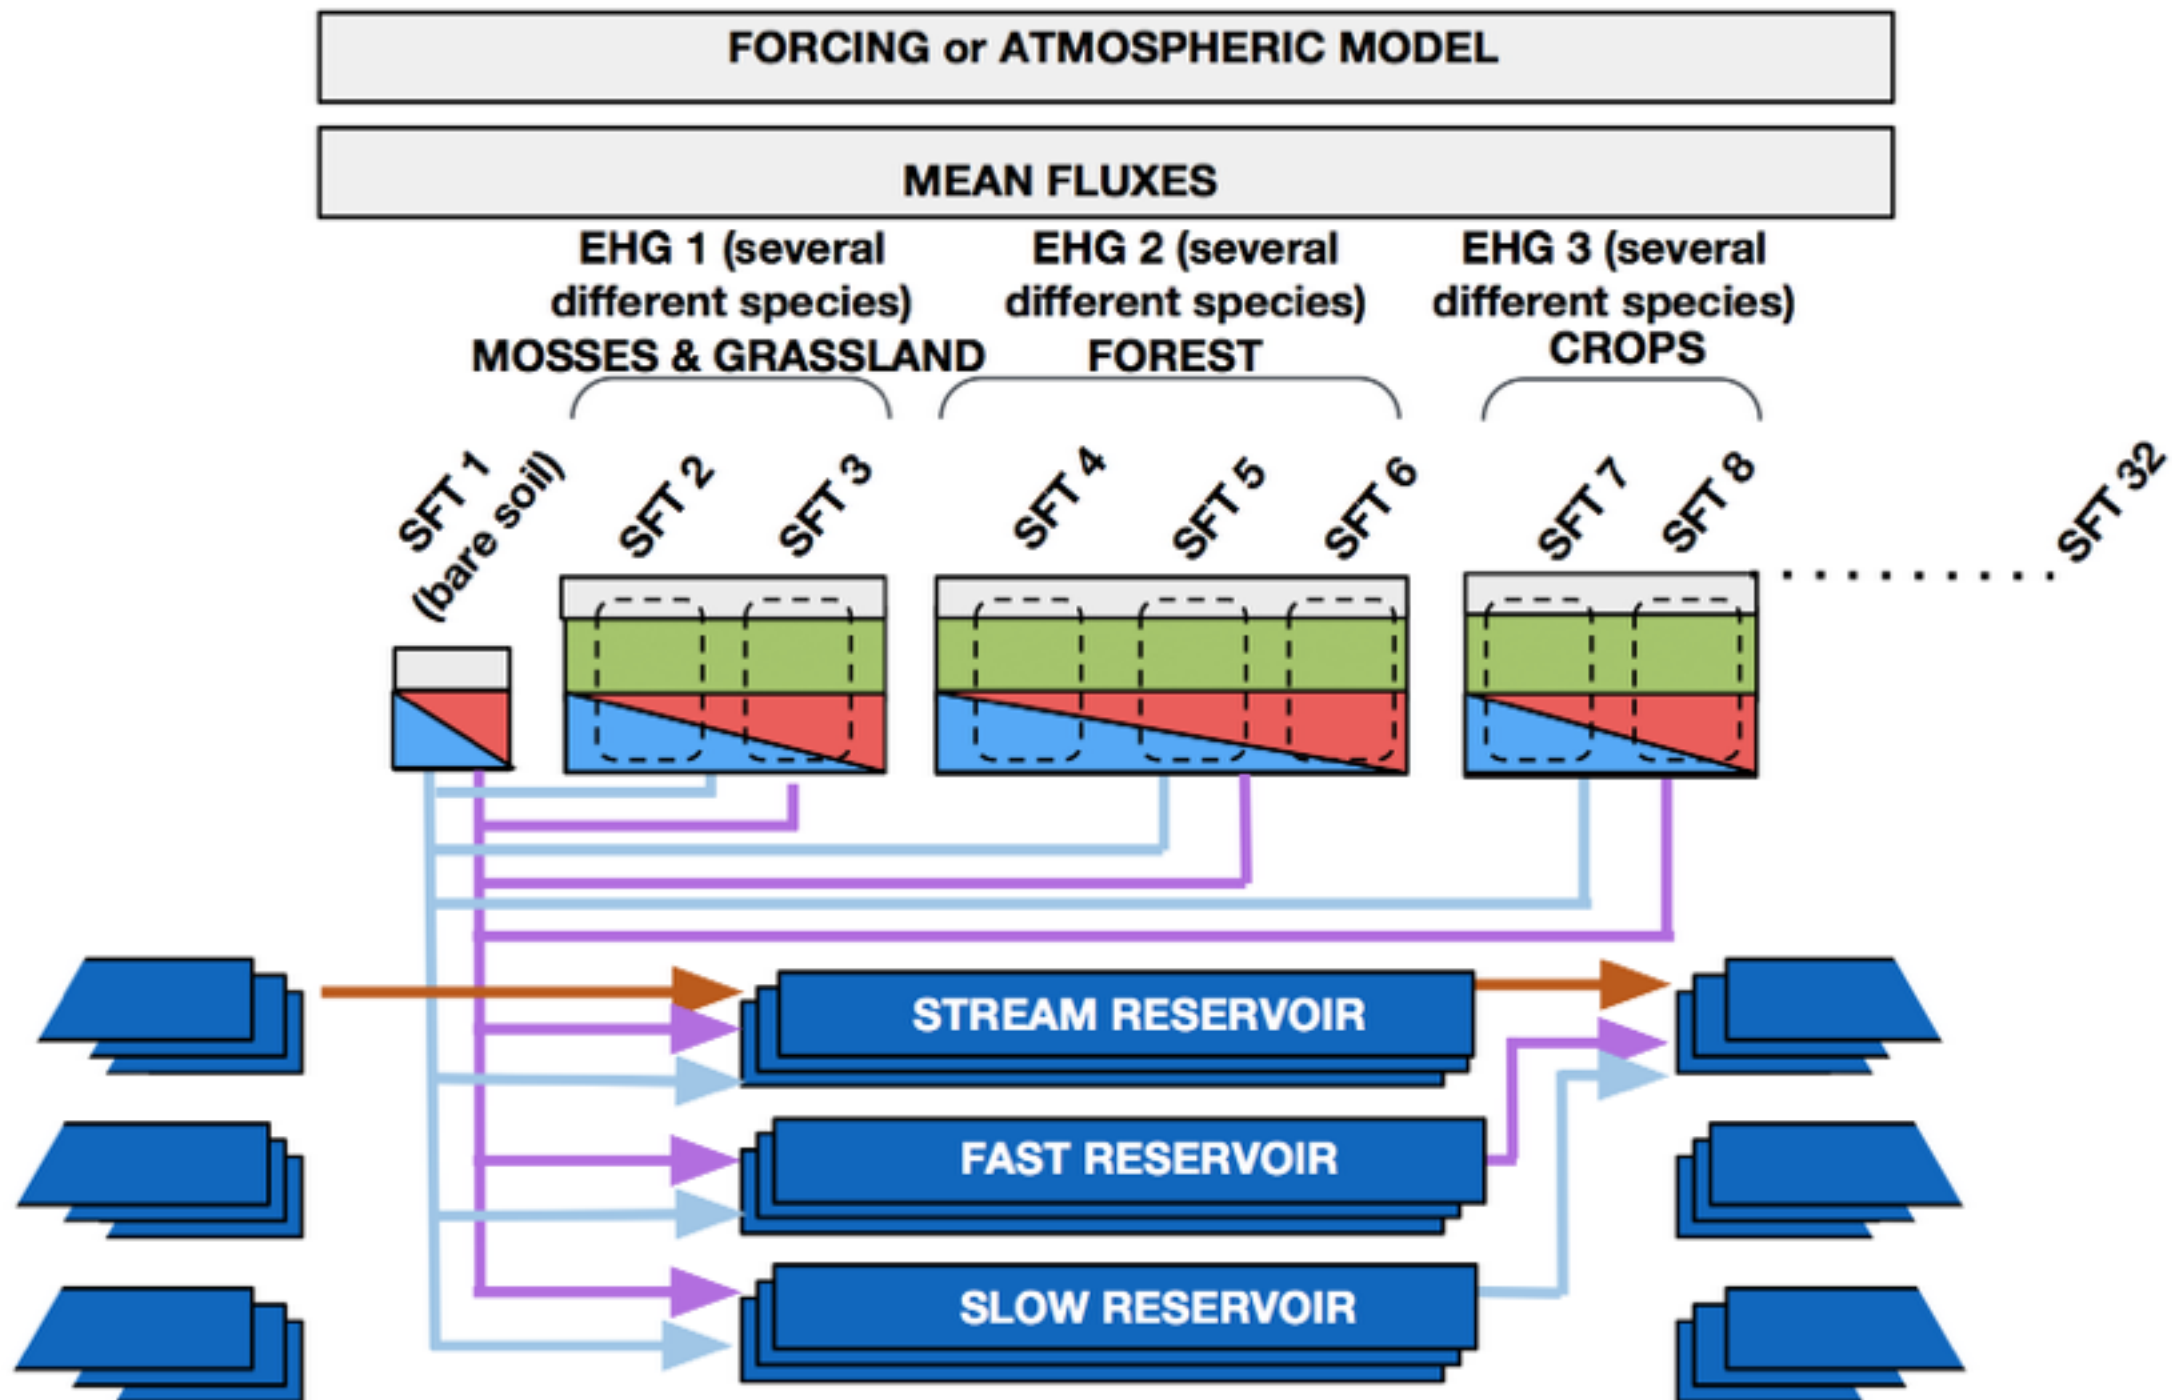 FORCING or ATMOSPHERIC MODEL
MEAN FLUXES
EHG 1 (several
different species)
MOSSES & GRASSLAND
EHG 2 (several
different species)
FOREST
EHG 3 (several
different species)
CROPS
SFT 1
(bare soil)
SFT 2
SFT 3
SFT 4
SFT 5
SFT 6
SFT 7
SFT 8
SFT 32
STREAM RESERVOIR
FAST RESERVOIR
SLOW RESERVOIR